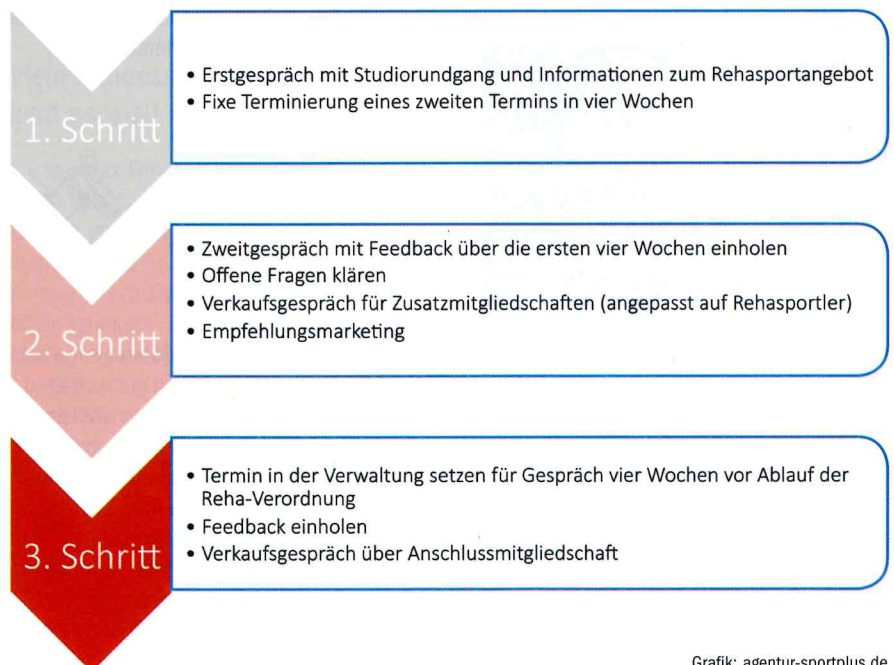 1. Schritt
• Erstgespräch mit Studiorundgang und Informationen zum Rehasportangebot
• Fixe Terminierung eines zweiten Termins in vier Wochen
2. Schritt
• Zweitgespräch mit Feedback über die ersten vier Wochen einholen
• Offene Fragen klären
• Verkaufsgespräch für Zusatzmitgliedschaften (angepasst auf Rehasportler)
• Empfehlungsmarketing
3. Schritt
• Termin in der Verwaltung setzen für Gespräch vier Wochen vor Ablauf der
Reha-Verordnung
• Feedback einholen
• Verkaufsgespräch über Anschlussmitgliedschaft
Grafik: agentur-sportplus.de